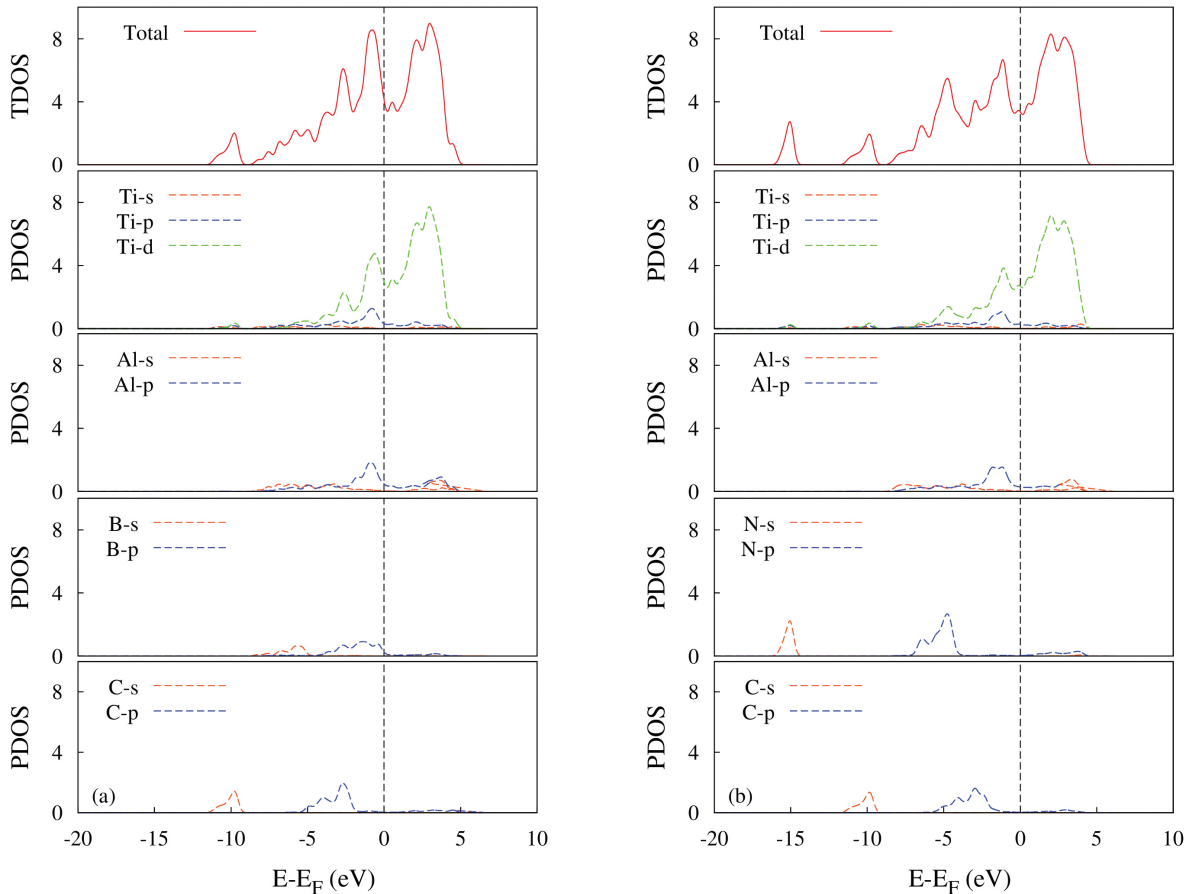 Total
TDOS
8
4
0
Ti-s
Ti-p
Ti-d
PDOS
8
4
0
Al-s
Al-p
PDOS
8
4
0
B-s
B-p
PDOS
8
4
0
C-s
C-p
PDOS
8
4
0
(a)
-20 -15 -10 -5 0 5 10
E-EF (eV)
Total
TDOS
8
4
0
Ti-s
Ti-p
Ti-d
PDOS
8
4
0
Al-s
Al-p
PDOS
8
4
0
N-s
N-p
PDOS
8
4
0
C-s
C-p
PDOS
8
4
0
(b)
-20 -15 -10 -5 0 5 10
E-EF (eV)